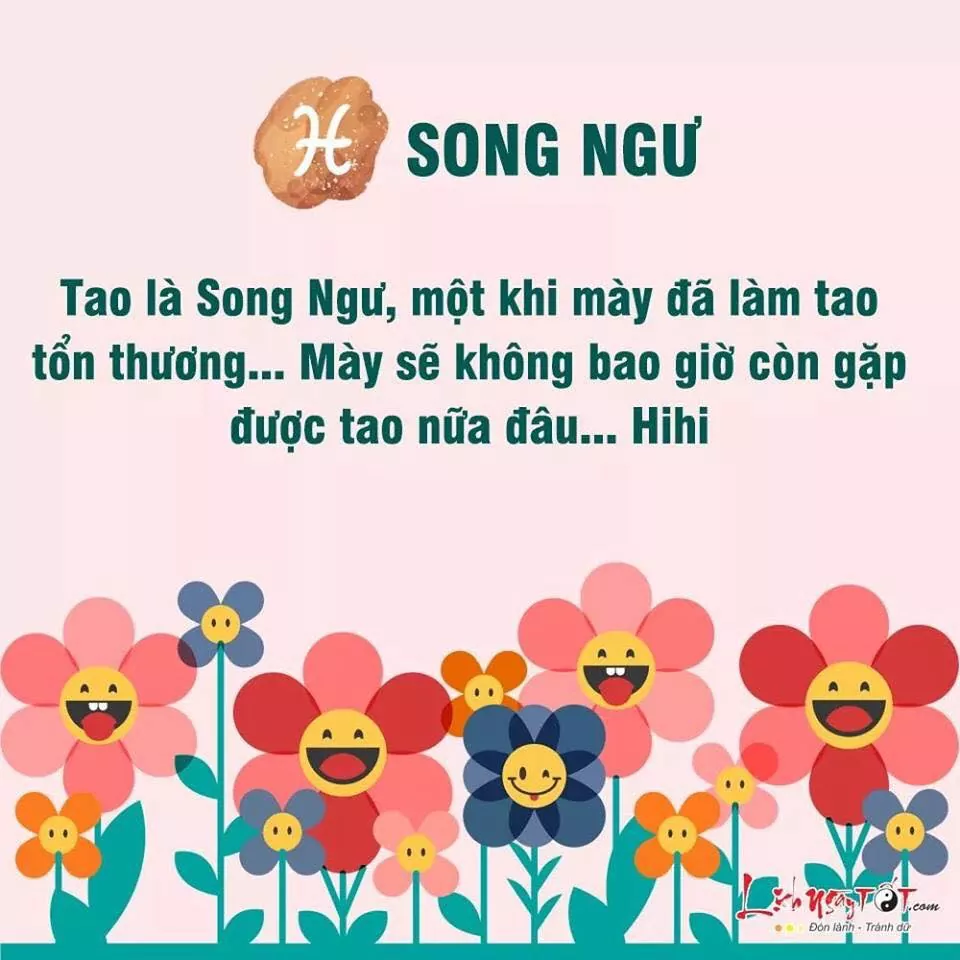 SONG NGƯ
Tao là Song Ngư, một khi mày đã làm tao
tổn thương... Mày sẽ không bao giờ còn gặp
được tao nữa đâu... Hihi
LịchNgàyTỐT.com
Đón lành - Tránh dữ